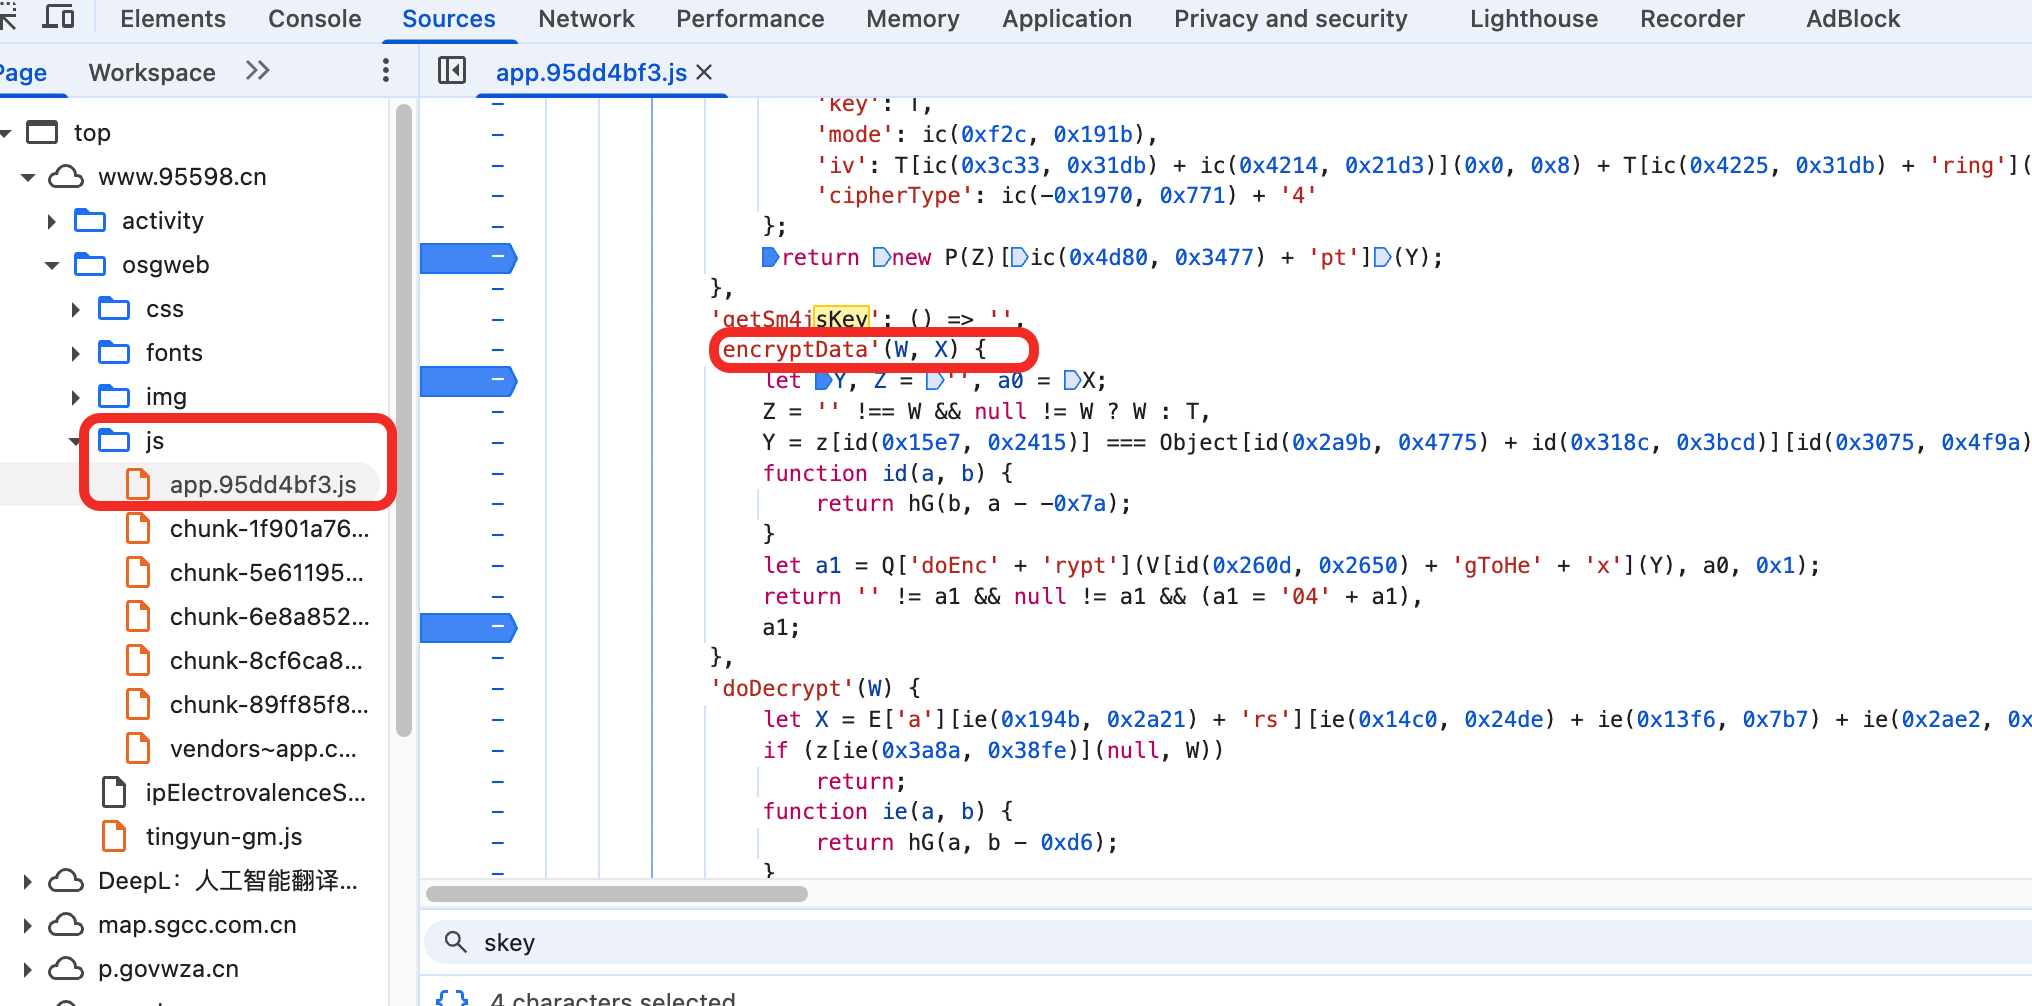 Elements Console Sources Network Performance Memory Application Privacy and security Lighthouse Recorder AdBlock
Page Workspace
app.95dd4bf3.js
top
www.95598.cn
activity
osgweb
css
fonts
img
js
app.95dd4bf3.js
chunk-1f901a76...
chunk-5e61195...
chunk-6e8a852...
chunk-8cf6ca8...
chunk-89ff85f8...
vendors~app.c...
ipElectrovalenceS...
tingyun-gm.js
DeepL：人工智能翻译...
map.sgcc.com.cn
p.govwza.cn
'key': T,
'mode': ic(0xf2c, 0x191b),
'iv': T[ic(0x3c33, 0x31db) + ic(0x4214, 0x21d3)](0x0, 0x8) + T[ic(0x4225, 0x31db) + 'ring'](
'cipherType': ic(-0x1970, 0x771) + '4'
};
return new P(Z)[ic(0x4d80, 0x3477) + 'pt'](Y);
},
'getSm4jsKey': () => '',
encryptData'(W, X) {
let Y, Z = '', a0 = X;
Z = '' !== W && null != W ? W : T,
Y = z[id(0x15e7, 0x2415)] === Object[id(0x2a9b, 0x4775) + id(0x318c, 0x3bcd)][id(0x3075, 0x4f9a)
function id(a, b) {
return hG(b, a - -0x7a);
}
let a1 = Q['doEnc' + 'rypt'](V[id(0x260d, 0x2650) + 'gToHe' + 'x'](Y), a0, 0x1);
return '' != a1 && null != a1 && (a1 = '04' + a1),
a1;
},
'doDecrypt'(W) {
let X = E['a'][ie(0x194b, 0x2a21) + 'rs'][ie(0x14c0, 0x24de) + ie(0x13f6, 0x7b7) + ie(0x2ae2, 0x
if (z[ie(0x3a8a, 0x38fe)](null, W))
return;
function ie(a, b) {
return hG(a, b - 0xd6);
}
skey
{} 4 characters selected